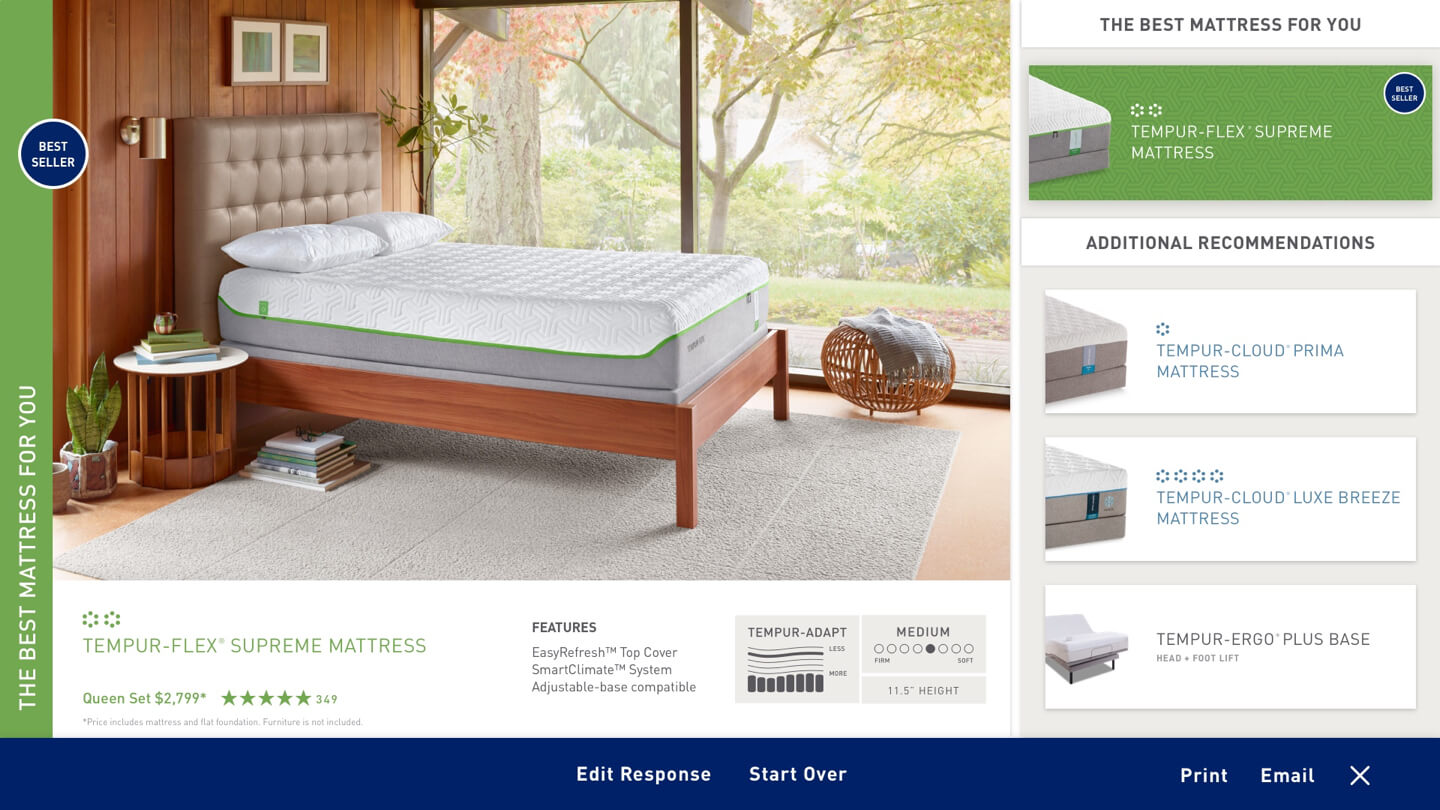 THE BEST MATTRESS FOR YOU
BEST
SELLER
TEMPUR-FLEX® SUPREME MATTRESS
Queen Set $2,799*
349
*Price includes mattress and flat foundation. Furniture is not included.
FEATURES
EasyRefresh™ Top Cover
SmartClimate™ System
Adjustable-base compatible
TEMPUR-ADAPT
LESS
MORE
MEDIUM
FIRM
SOFT
11.5" HEIGHT
THE BEST MATTRESS FOR YOU
BEST
SELLER
TEMPUR-FLEX® SUPREME
MATTRESS
ADDITIONAL RECOMMENDATIONS
TEMPUR-CLOUD® PRIMA
MATTRESS
TEMPUR-CLOUD® LUXE BREEZE
MATTRESS
TEMPUR-ERGO® PLUS BASE
HEAD + FOOT LIFT
Edit Response
Start Over
Print
Email